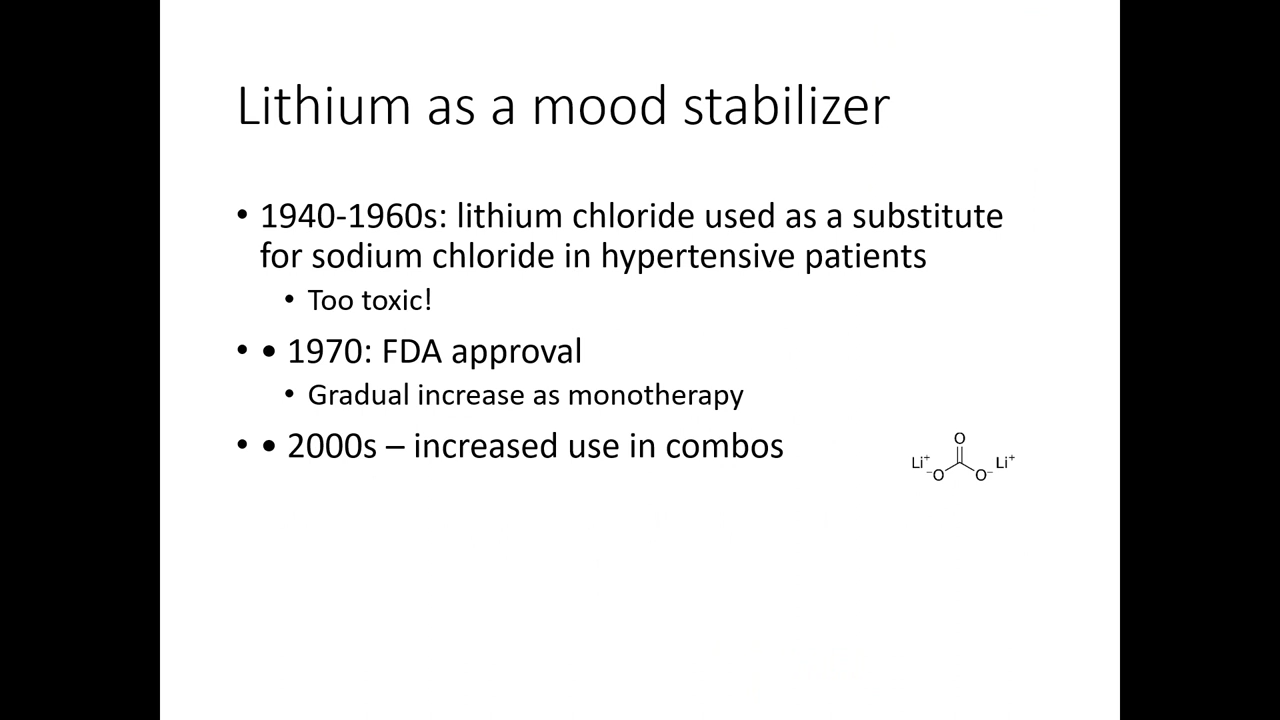 Lithium as a mood stabilizer
• 1940-1960s: lithium chloride used as a substitute
for sodium chloride in hypertensive patients
• Too toxic!
• • 1970: FDA approval
• Gradual increase as monotherapy
• • 2000s – increased use in combos
O
Li⁺ ⁻O O⁻ Li⁺